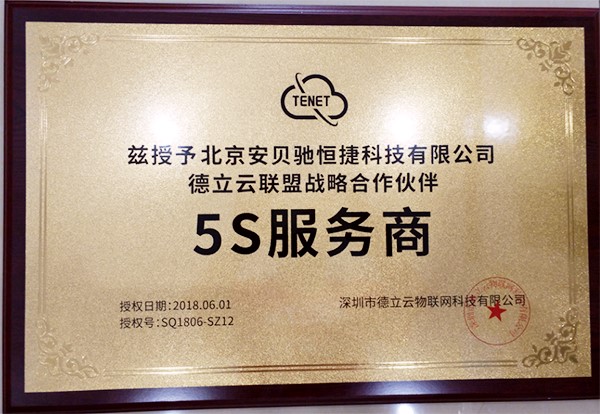 TENET
兹授予北京安贝驰恒捷科技有限公司
德立云联盟战略合作伙伴
5S服务商
授权日期:2018.06.01
授权号:SQ1806-SZ12
深圳市德立云物联网科技有限公司